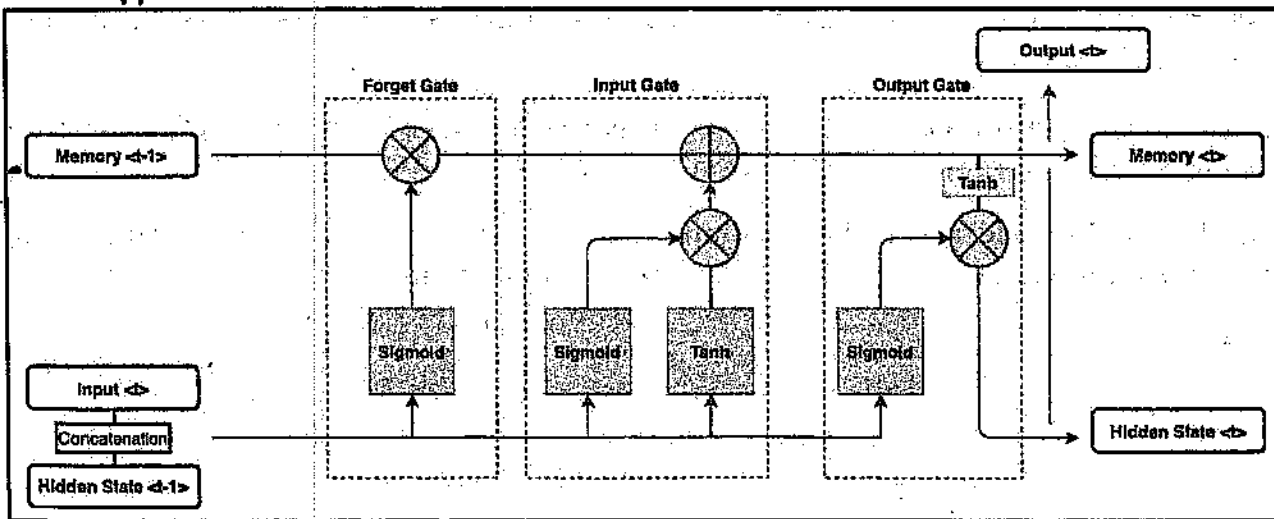 Output <t>
Forget Gate
Input Gate
Output Gate
Memory <t-1>
Memory <t>
Tanh
Sigmoid
Sigmoid
Tanh
Sigmoid
Input <t>
Concatenation
Hidden State <t>
Hidden State <t-1>